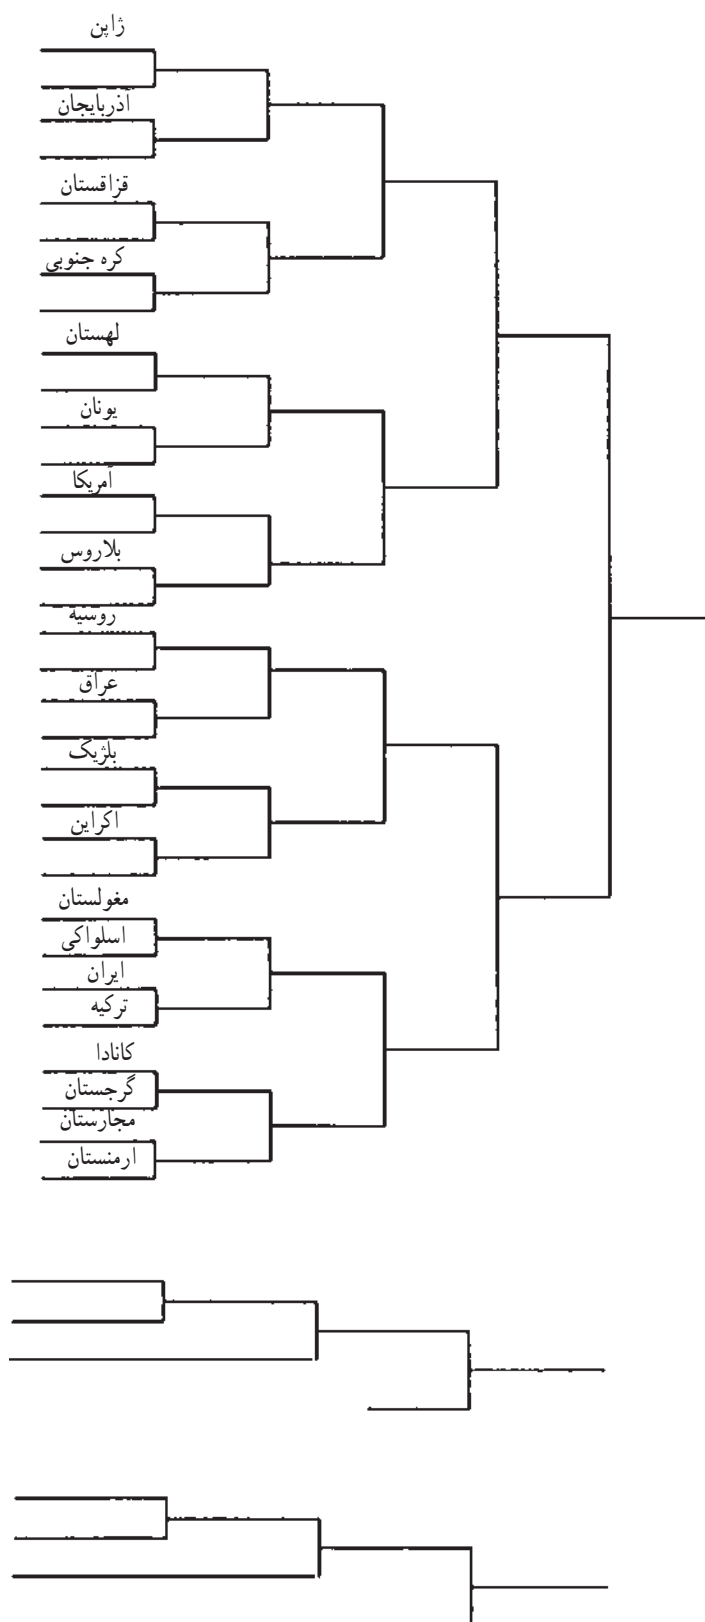 ژاپن
آذربایجان
قزاقستان
کره جنوبی
لهستان
یونان
آمریکا
بلاروس
روسیه
عراق
بلژیک
اکراین
مغولستان
اسلواکی
ایران
ترکیه
کانادا
گرجستان
مجارستان
ارمنستان